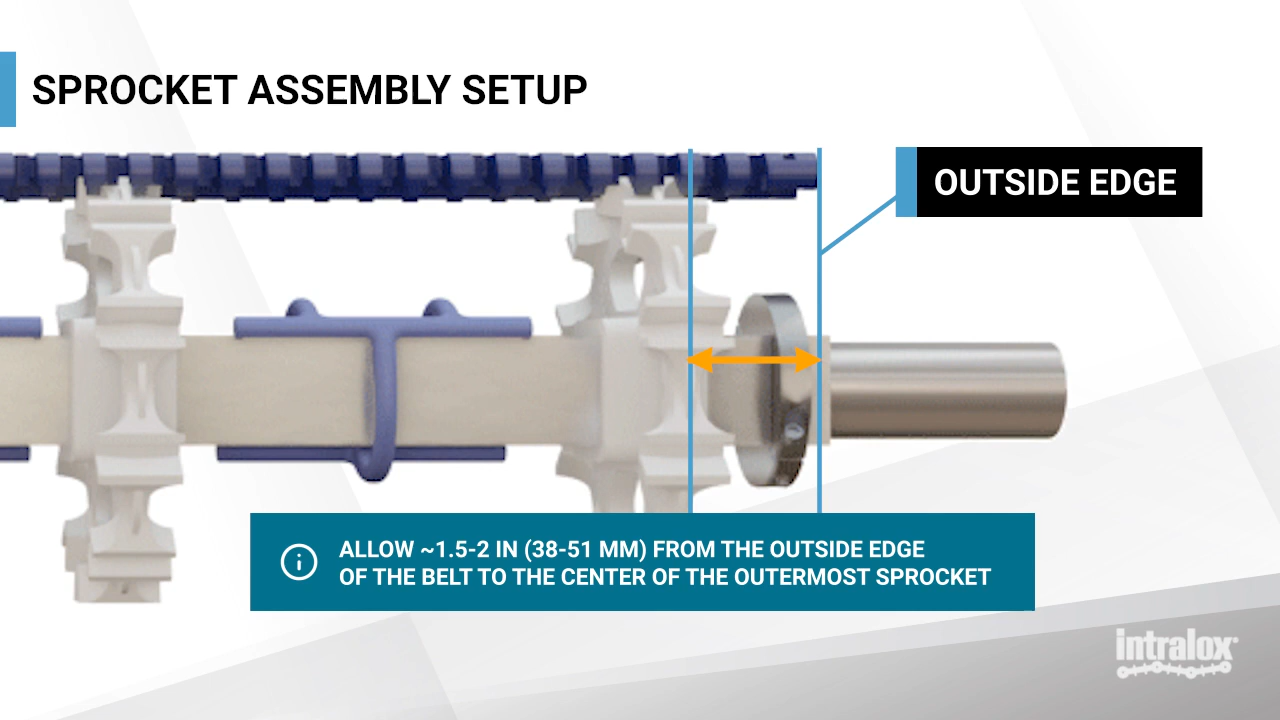 SPROCKET ASSEMBLY SETUP
OUTSIDE EDGE
ALLOW ~1.5-2 IN (38-51 MM) FROM THE OUTSIDE EDGE
OF THE BELT TO THE CENTER OF THE OUTERMOST SPROCKET
intralox